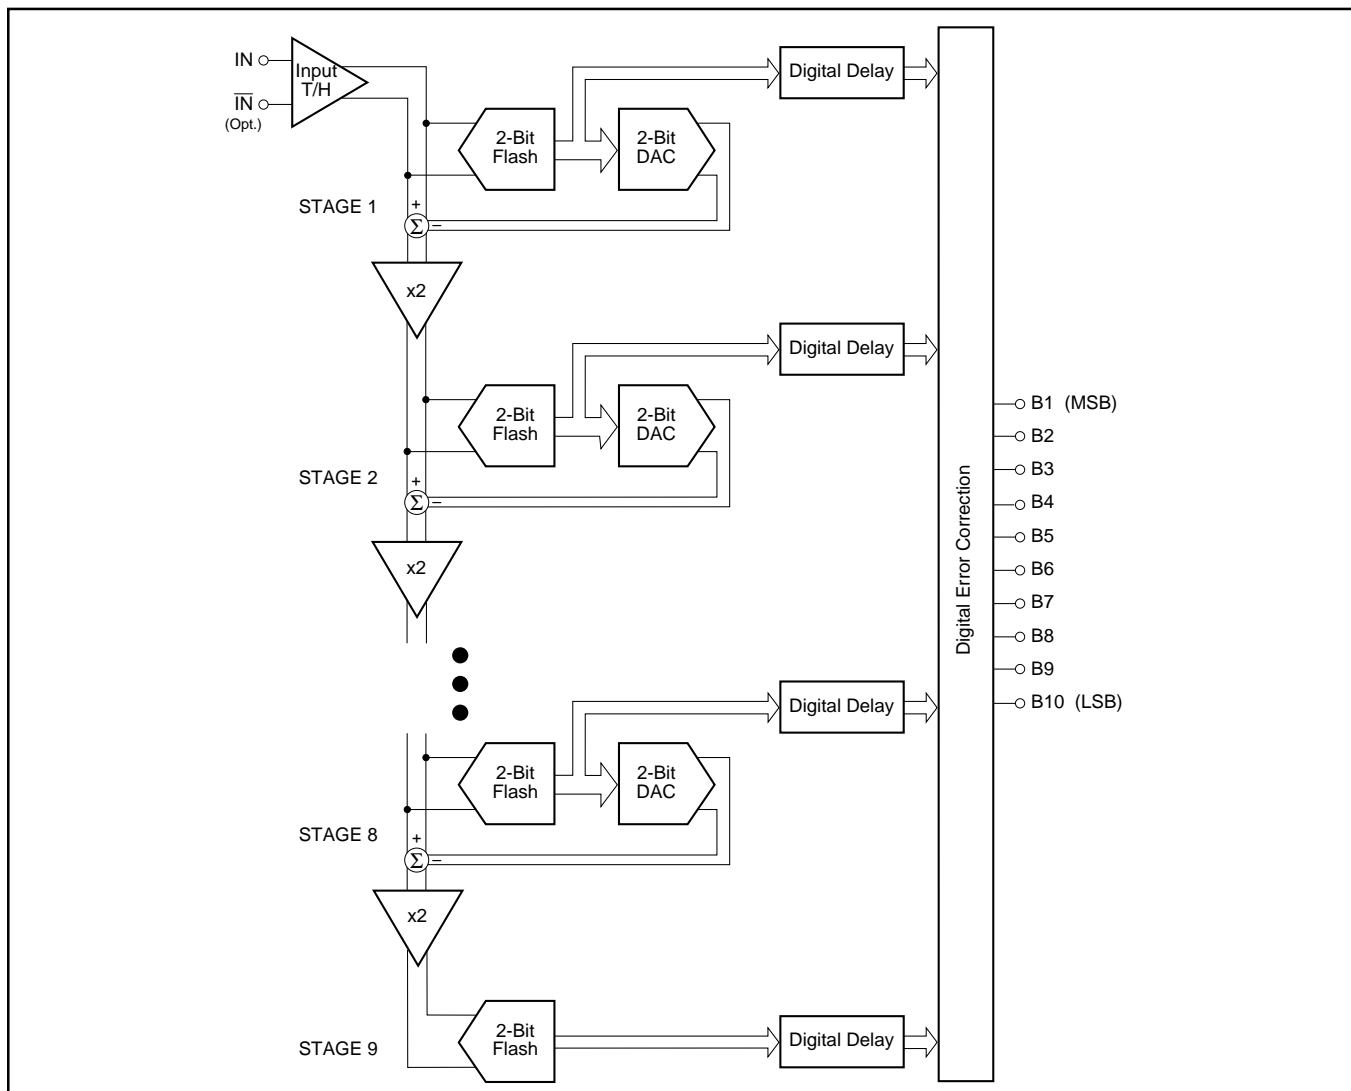 IN
Input
T/H
IN
(Opt.)
2-Bit
Flash
2-Bit
DAC
Digital Delay
STAGE 1
+
Σ
–
x2
2-Bit
Flash
2-Bit
DAC
Digital Delay
STAGE 2
+
Σ
–
x2
2-Bit
Flash
2-Bit
DAC
Digital Delay
STAGE 8
+
Σ
–
x2
2-Bit
Flash
Digital Delay
STAGE 9
Digital Error Correction
B1 (MSB)
B2
B3
B4
B5
B6
B7
B8
B9
B10 (LSB)